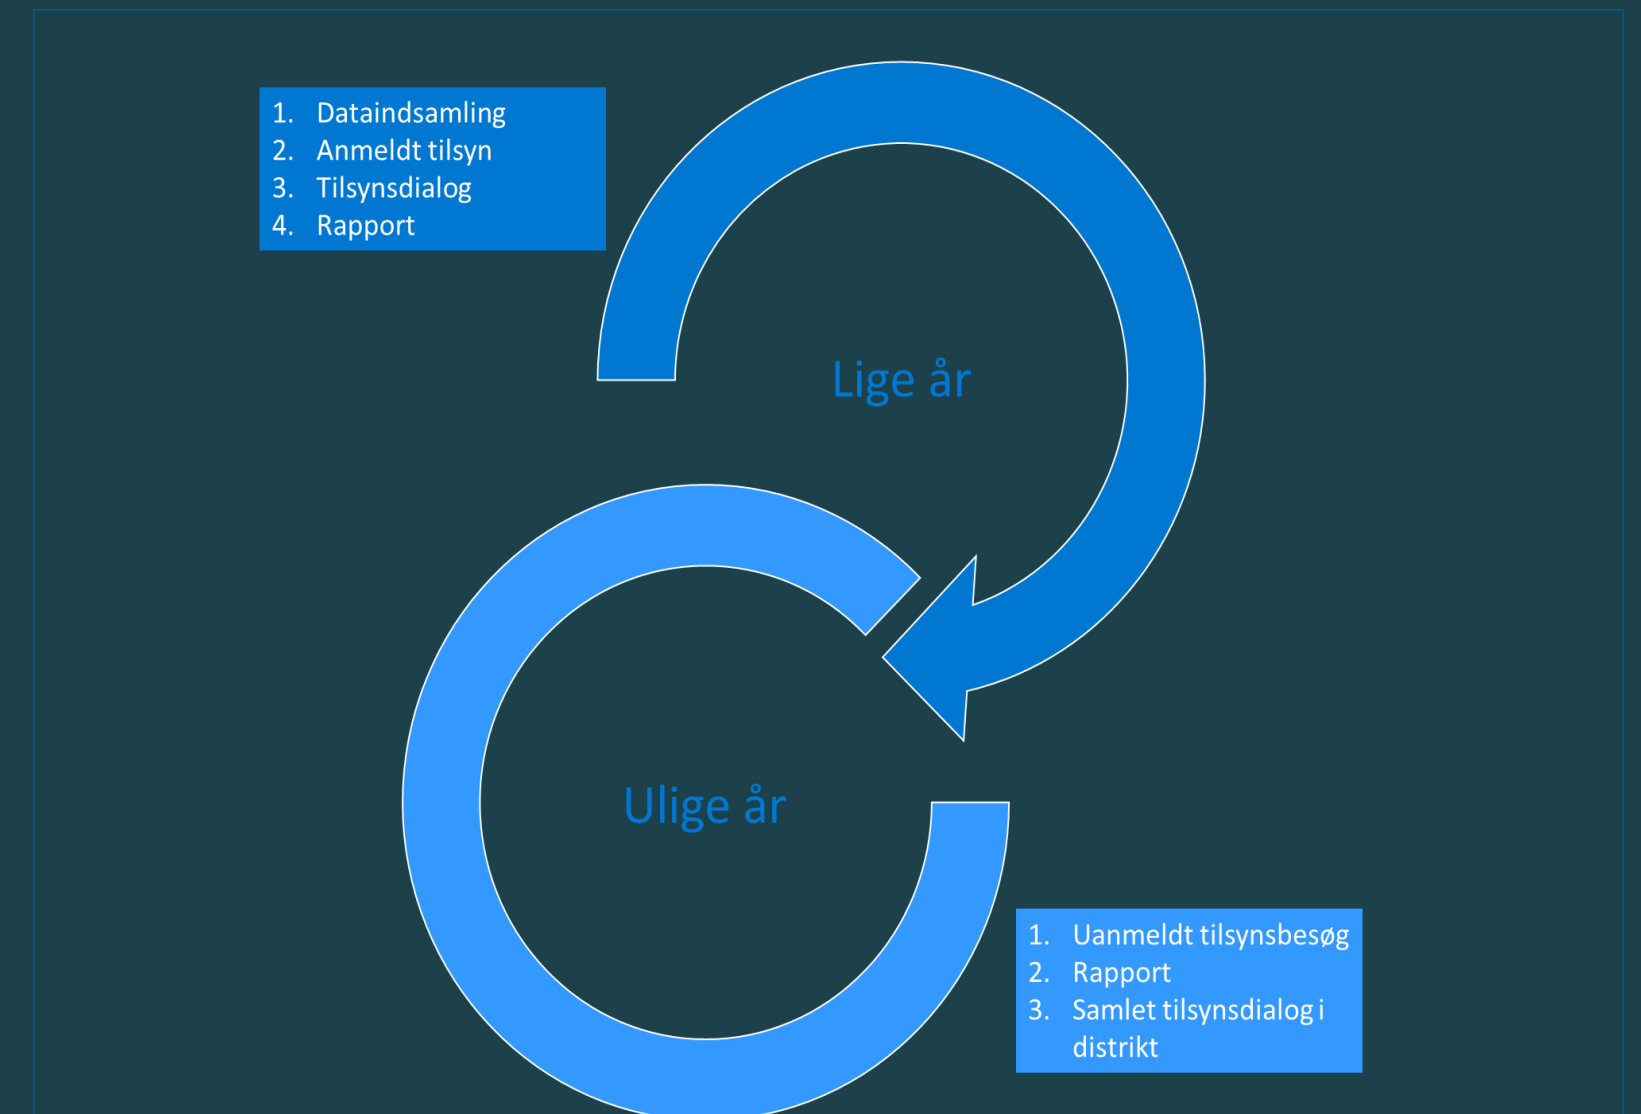 1. Dataindsamling
2. Anmeldt tilsyn
3. Tilsynsdialog
4. Rapport
Lige år
Ulige år
1. Uanmeldt tilsynsbesøg
2. Rapport
3. Samlet tilsynsdialog i
distrikt